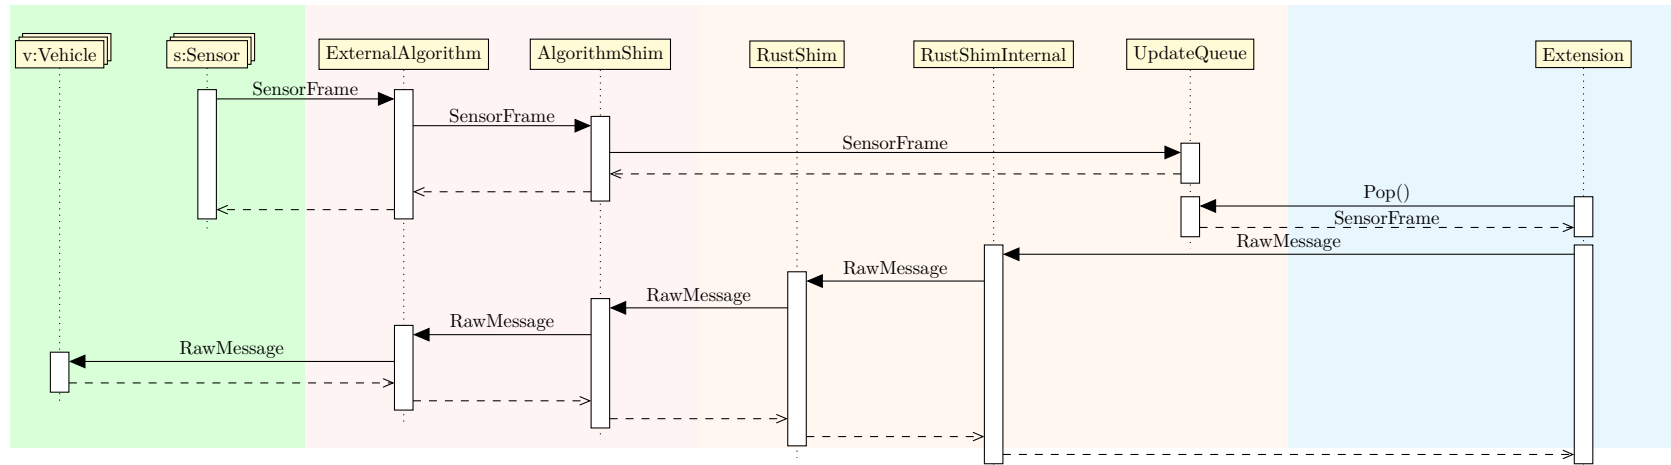 v:Vehicle
s:Sensor
ExternalAlgorithm
AlgorithmShim
RustShim
RustShimInternal
UpdateQueue
Extension
SensorFrame
SensorFrame
SensorFrame
Pop()
SensorFrame
RawMessage
RawMessage
RawMessage
RawMessage
RawMessage